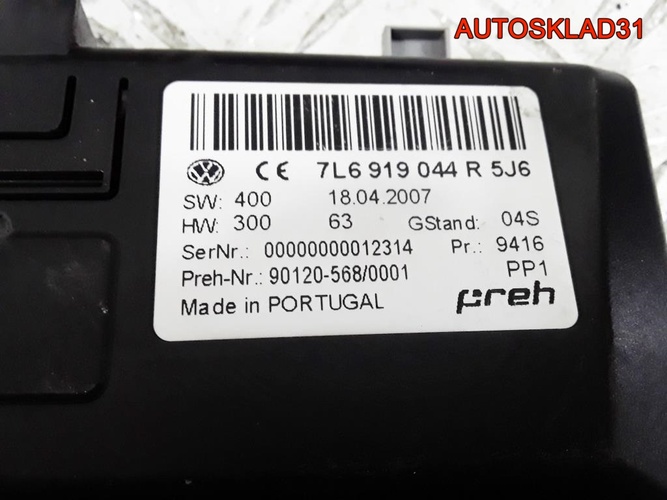 AUTOSKLAD31
CE 7L6 919 044 R 5J6
SW: 400 18.04.2007
HW: 300 63 GStand: 04S
SerNr.: 00000000012314 Pr.: 9416
Preh-Nr.: 90120-568/0001 PP1
Made in PORTUGAL preh